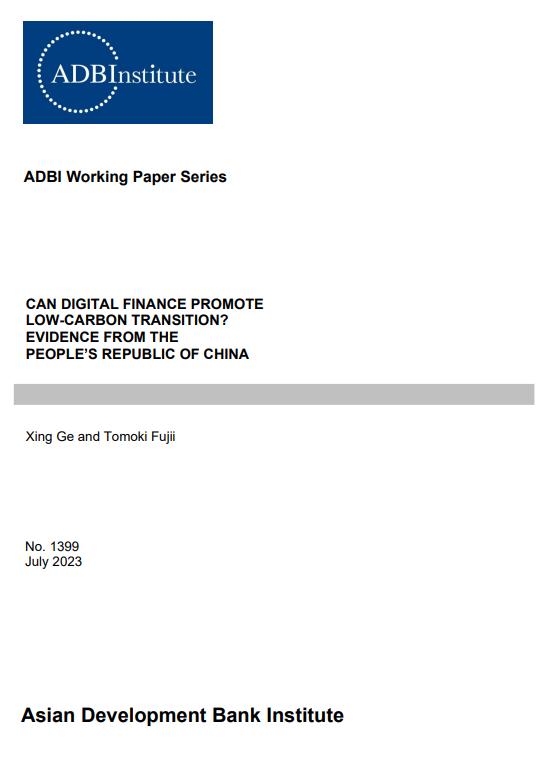 ADBInstitute
ADBI Working Paper Series
CAN DIGITAL FINANCE PROMOTE
LOW-CARBON TRANSITION?
EVIDENCE FROM THE
PEOPLE’S REPUBLIC OF CHINA
Xing Ge and Tomoki Fujii
No. 1399
July 2023
Asian Development Bank Institute